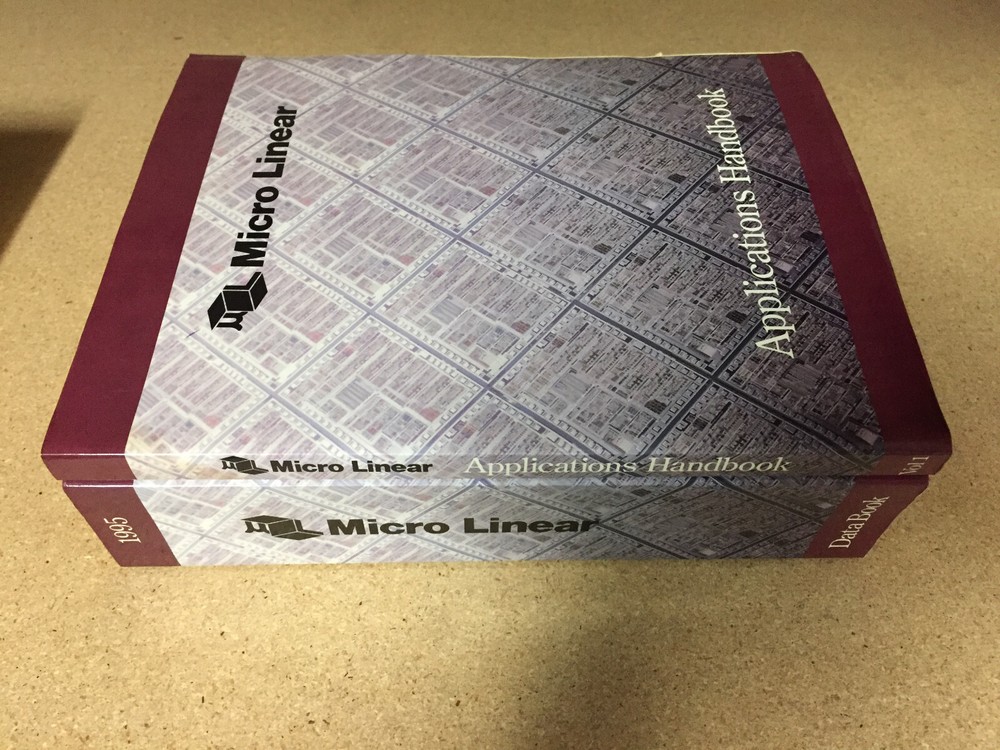 Micro Linear
Applications Handbook
Micro Linear Applications Handbook Vol 1
1995 Micro Linear Data Book